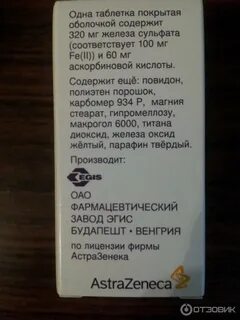 Одна таблетка покрытая
оболочкой содержит
320 мг железа сульфата
(соответствует 100 мг
Fe(II)) и 60 мг
аскорбиновой кислоты.
Содержит ещё: повидон,
полиэтен порошок,
карбомер 934 Р, магния
стеарат, гипромеллозу,
макрогол 6000, титана
диоксид, железа оксид
жёлтый, парафин твёрдый.
Производит:
EGIS
ОАО
ФАРМАЦЕВТИЧЕСКИЙ
ЗАВОД ЭГИС
БУДАПЕШТ • ВЕНГРИЯ
по лицензии фирмы
АстраЗенека
AstraZeneca
ОТЗОВИК